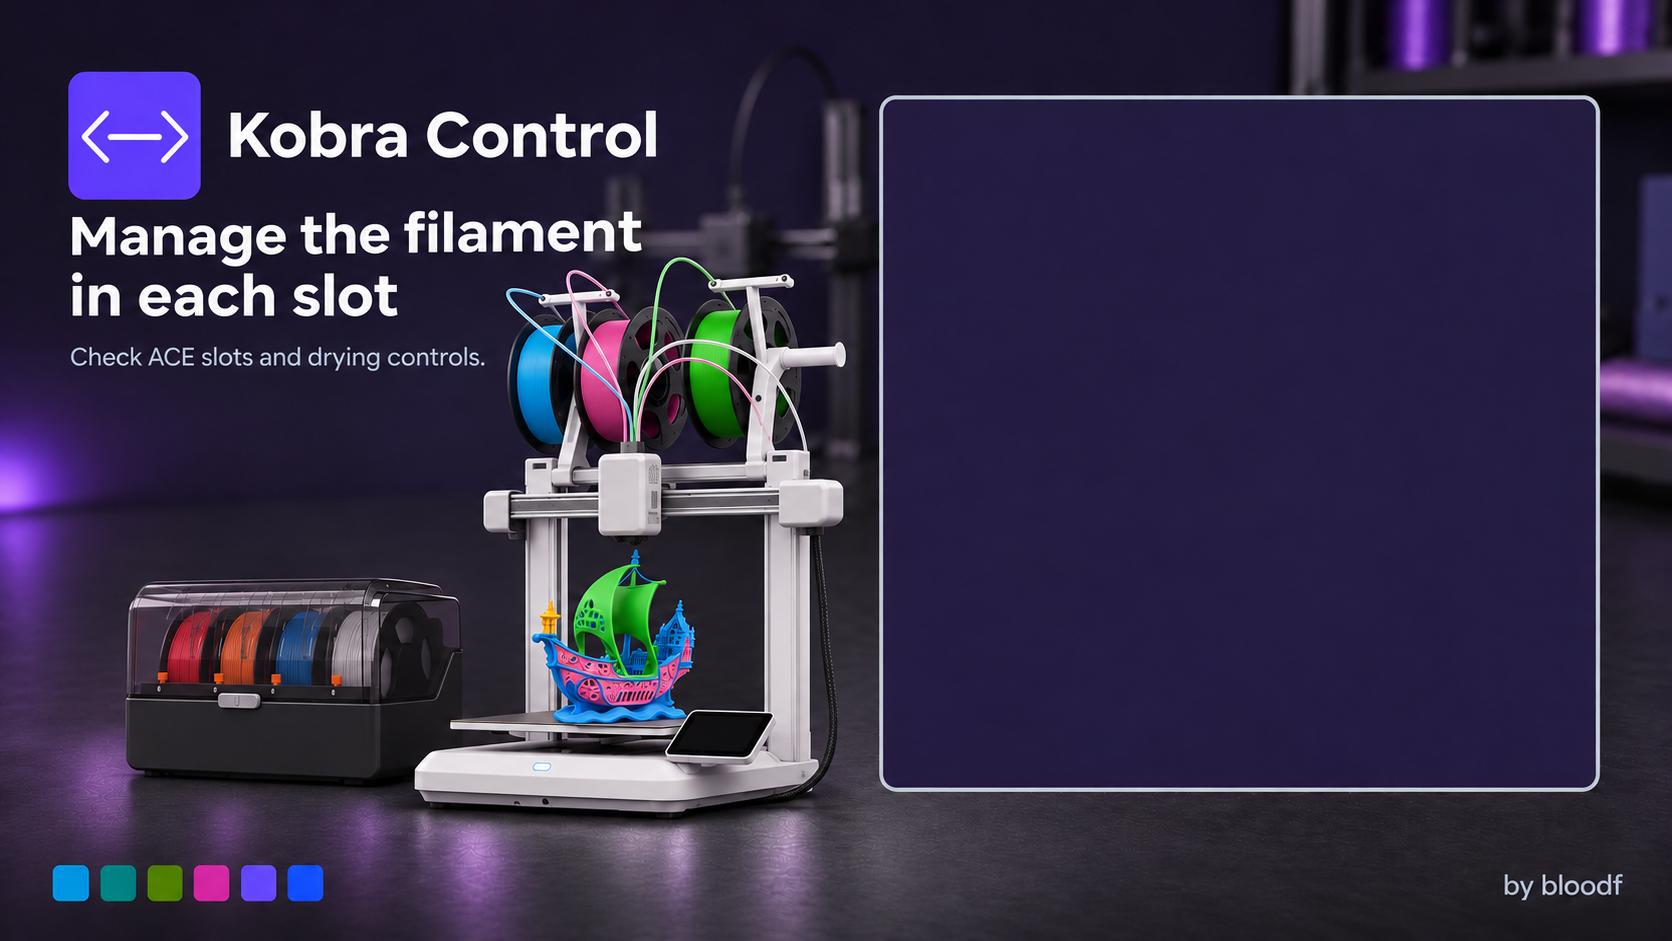 Kobra Control
Manage the filament
in each slot
Check ACE slots and drying controls.
by bloodf